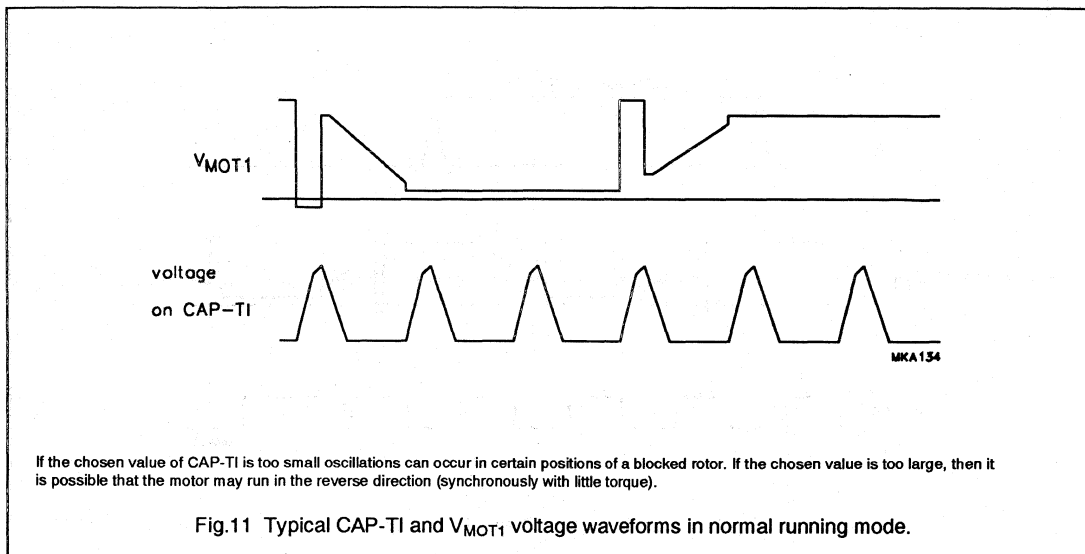 VMOT1
voltage
on CAP-TI
MKA134
If the chosen value of CAP-TI is too small oscillations can occur in certain positions of a blocked rotor. If the chosen value is too large, then it
is possible that the motor may run in the reverse direction (synchronously with little torque).
Fig.11 Typical CAP-TI and VMOT1 voltage waveforms in normal running mode.